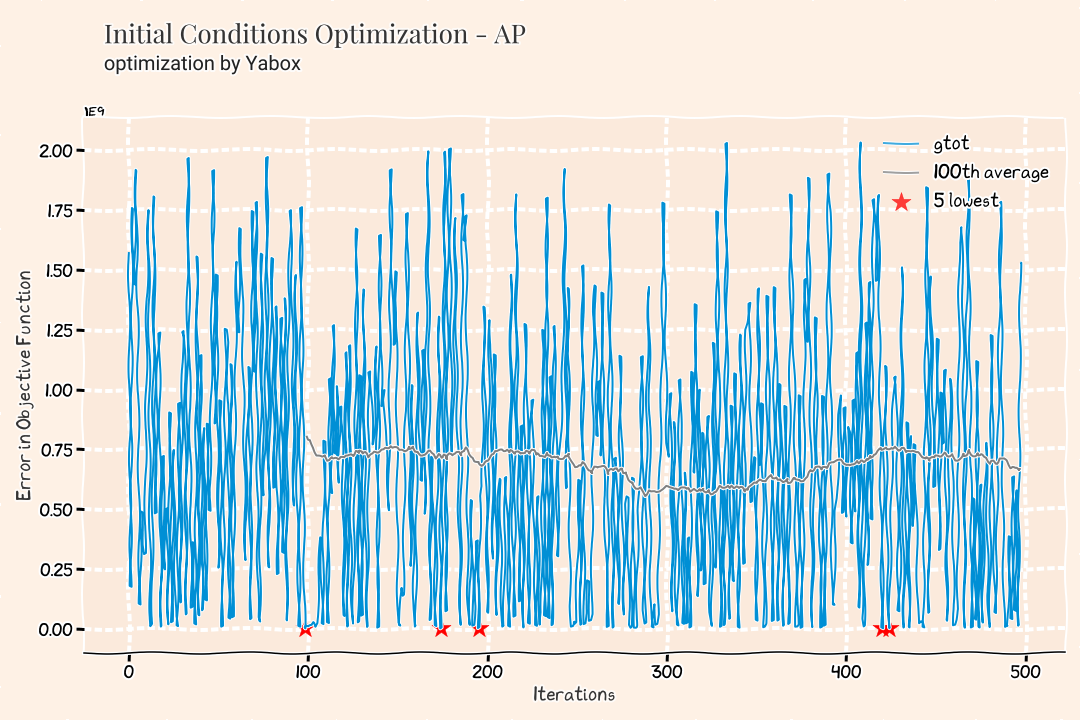 Initial Conditions Optimization - AP
optimization by Yabox
1E9
2.00
1.75
1.50
1.25
1.00
0.75
0.50
0.25
0.00
Error in Objective Function
gtot
100th average
5 lowest
0
100
200
300
400
500
Iterations